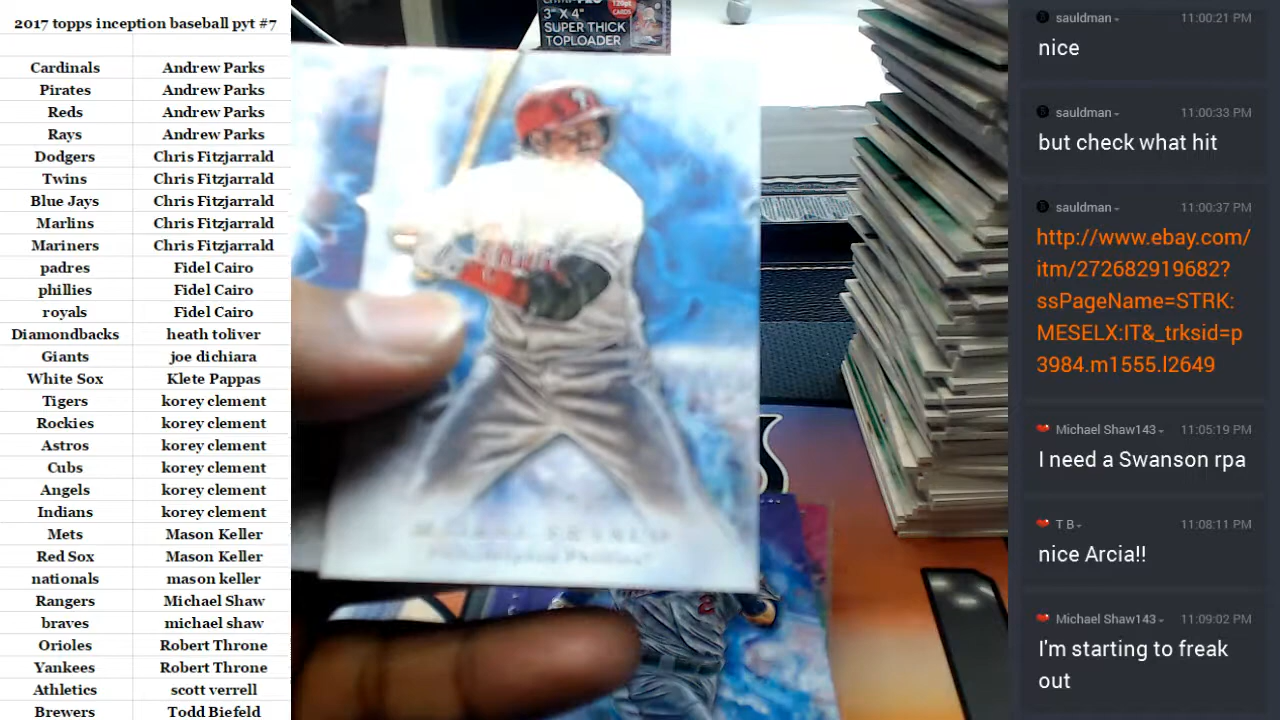 2017 topps inception baseball pyt #7
Cardinals Andrew Parks
Pirates Andrew Parks
Reds Andrew Parks
Rays Andrew Parks
Dodgers Chris Fitzjarrald
Twins Chris Fitzjarrald
Blue Jays Chris Fitzjarrald
Marlins Chris Fitzjarrald
Mariners Chris Fitzjarrald
padres Fidel Cairo
phillies Fidel Cairo
royals Fidel Cairo
Diamondbacks heath toliver
Giants joe dichiara
White Sox Klete Pappas
Tigers korey clement
Rockies korey clement
Astros korey clement
Cubs korey clement
Angels korey clement
Indians korey clement
Mets Mason Keller
Red Sox Mason Keller
nationals mason keller
Rangers Michael Shaw
braves michael shaw
Orioles Robert Throne
Yankees Robert Throne
Athletics scott verrell
Brewers Todd Biefeld
3" X 4"
SUPER THICK
TOPLOADER
Philadelphia Phillies
sauldman 11:00:21 PM
nice
sauldman 11:00:33 PM
but check what hit
sauldman 11:00:37 PM
http://www.ebay.com/
itm/272682919682?
ssPageName=STRK:
MESELX:IT&_trksid=p
3984.m1555.l2649
Michael Shaw143 11:05:19 PM
I need a Swanson rpa
T B 11:08:11 PM
nice Arcia!!
Michael Shaw143 11:09:02 PM
I'm starting to freak
out